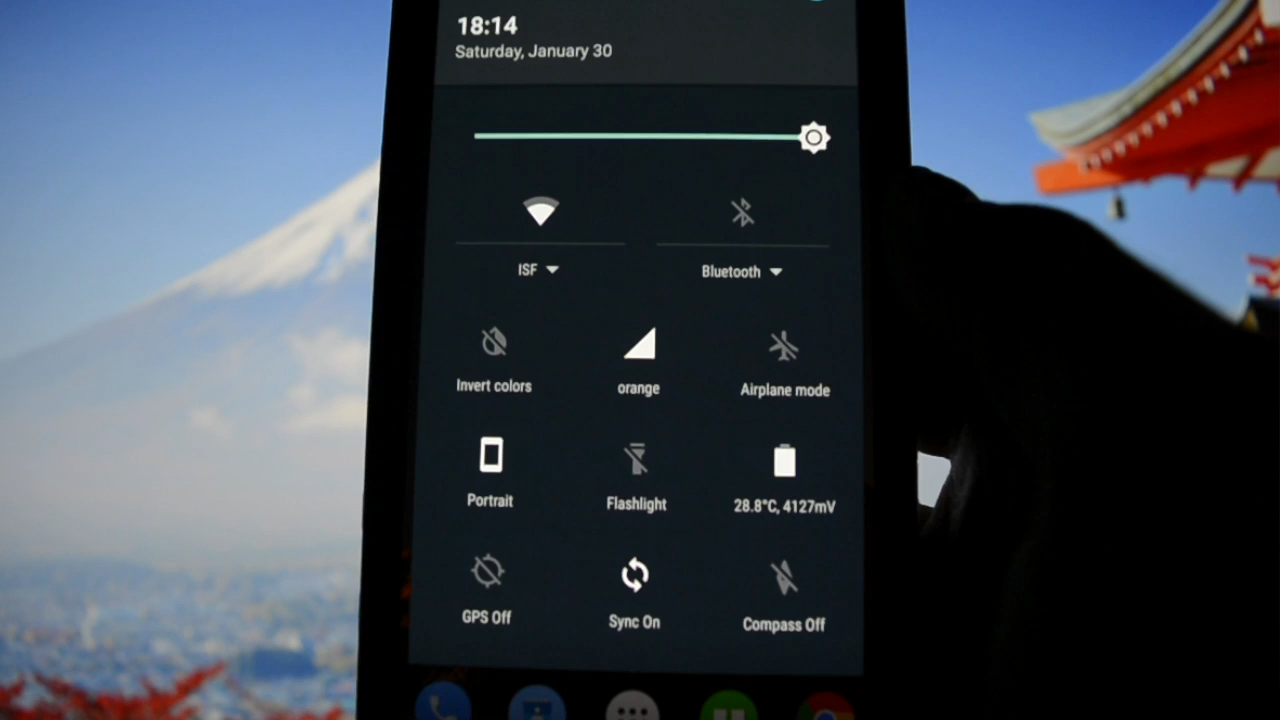 18:14
Saturday, January 30
ISF
Bluetooth
Invert colors
orange
Airplane mode
Portrait
Flashlight
28.8°C, 4127mV
GPS Off
Sync On
Compass Off